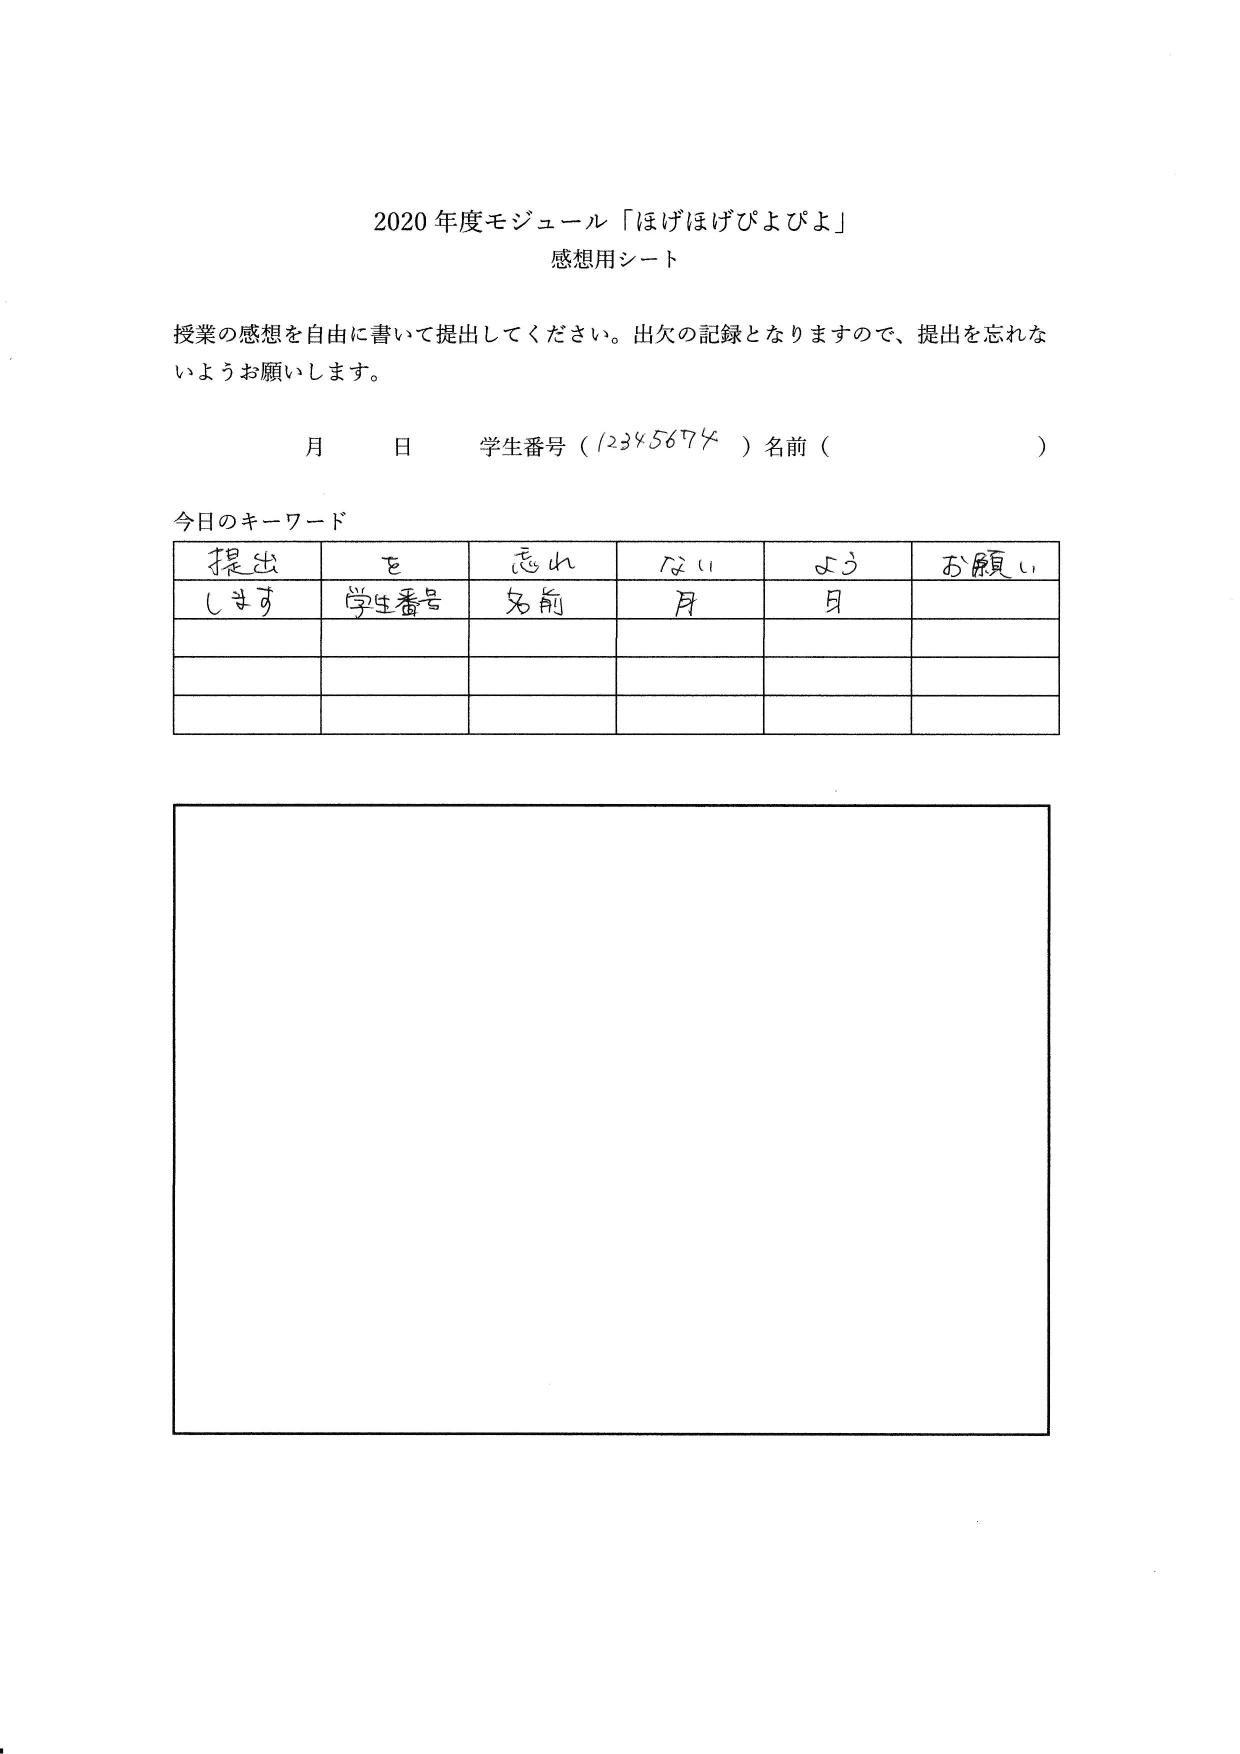 2020 年度モジュール「ほげほげぴよぴよ」
感想用シート
授業の感想を自由に書いて提出してください。出欠の記録となりますので、提出を忘れな
いようお願いします。
月 日 学生番号（12345674）名前（ ）
今日のキーワード
提出 を 忘れ ない よう お願い
します 学生番号 名前 月 日